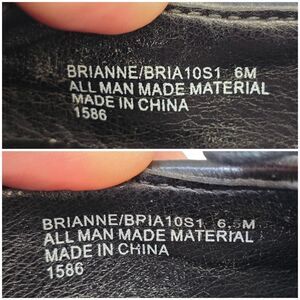 BRIANNE/BRIA10S1 6M
ALL MAN MADE MATERIAL
MADE IN CHINA
1586
BRIANNE/BRIA10S1 6.5M
ALL MAN MADE MATERIAL
MADE IN CHINA
1586